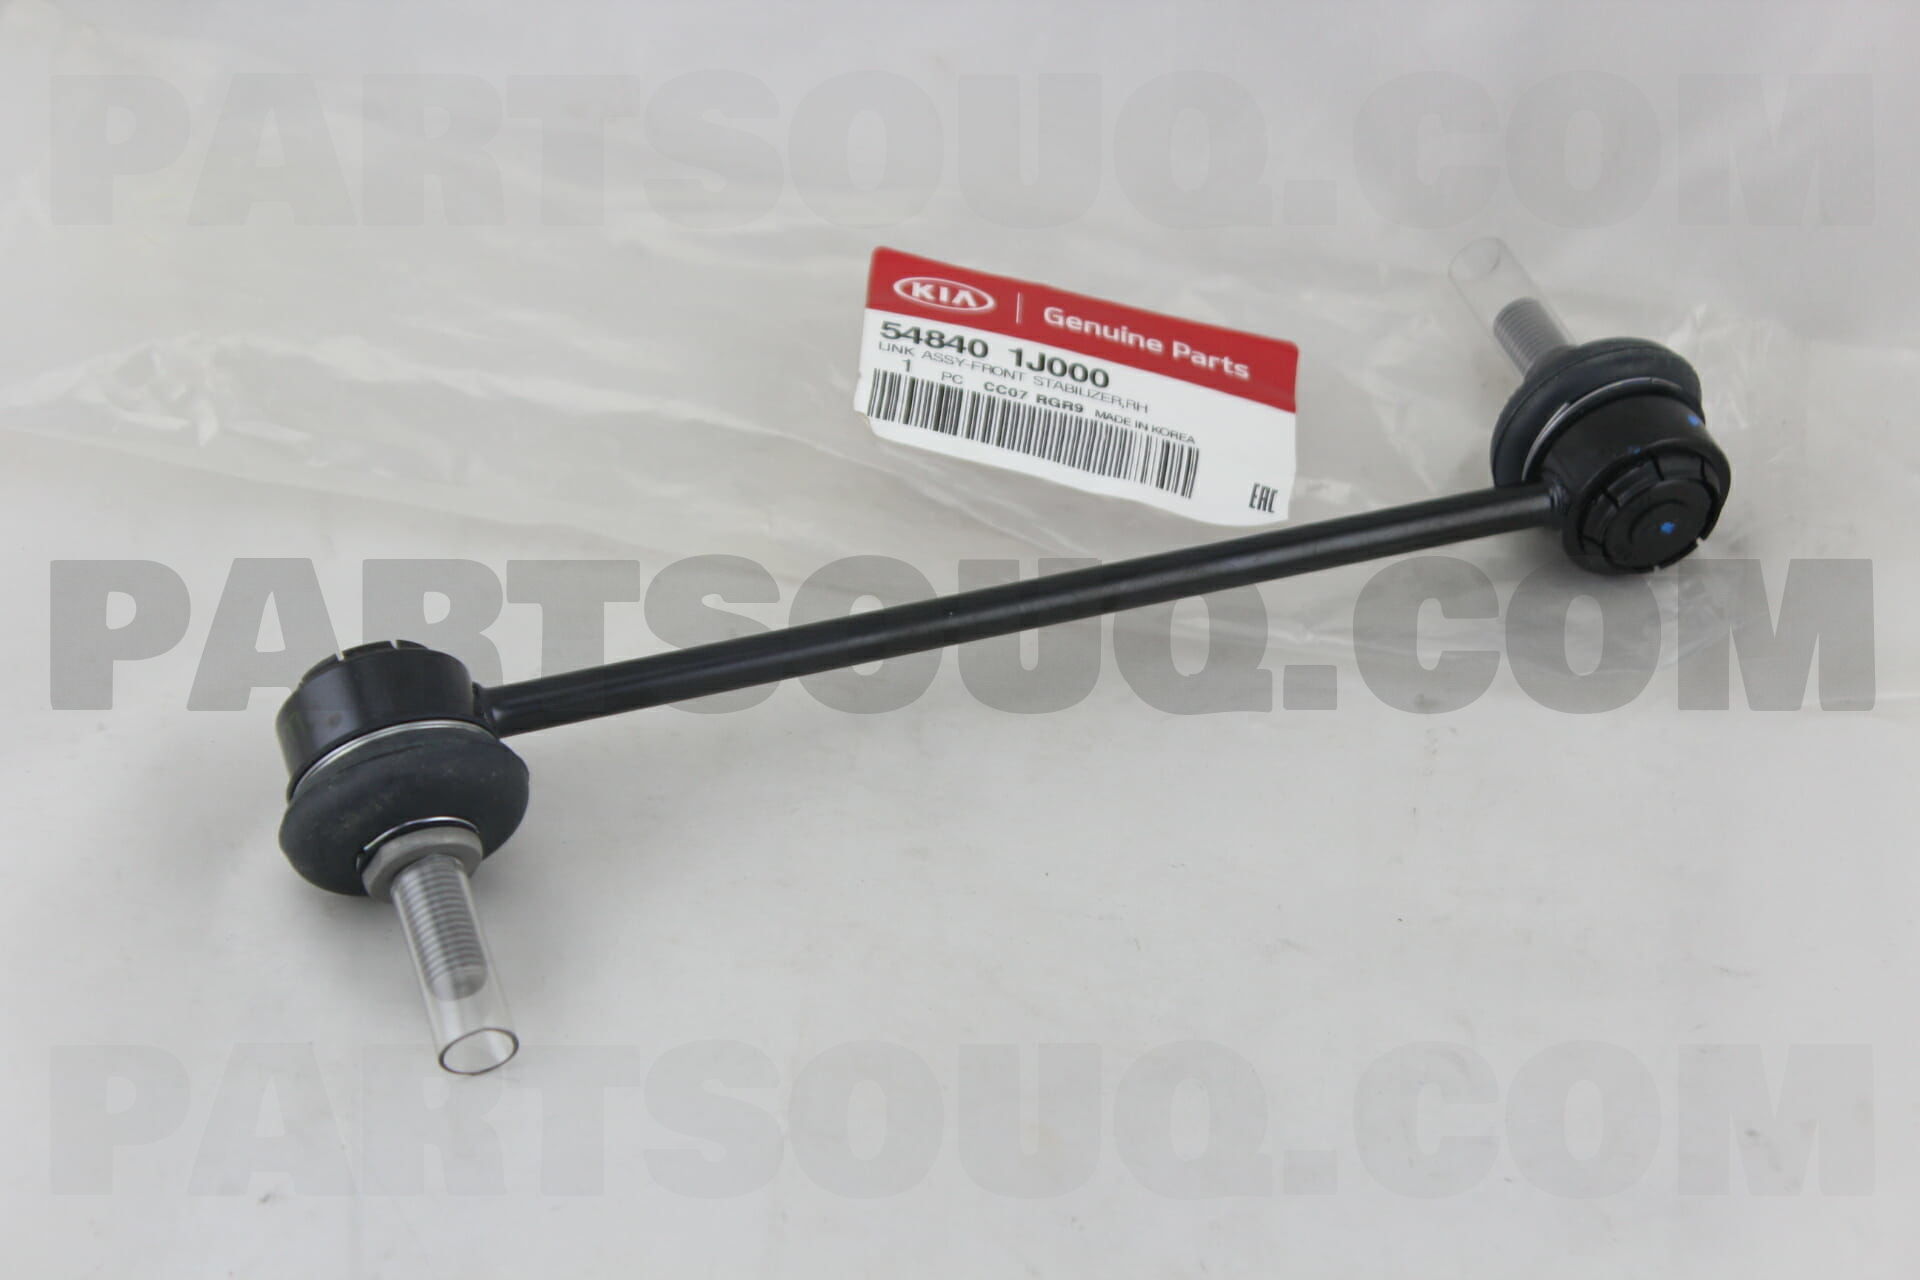 PARTSOUQ.COM
KIA | Genuine Parts
54840 1J000
LINK ASSY-FRONT STABILIZER,RH
1 PC CC07 RGR9 MADE IN KOREA
EAC
PARTSOUQ.COM
PARTSOUQ.COM